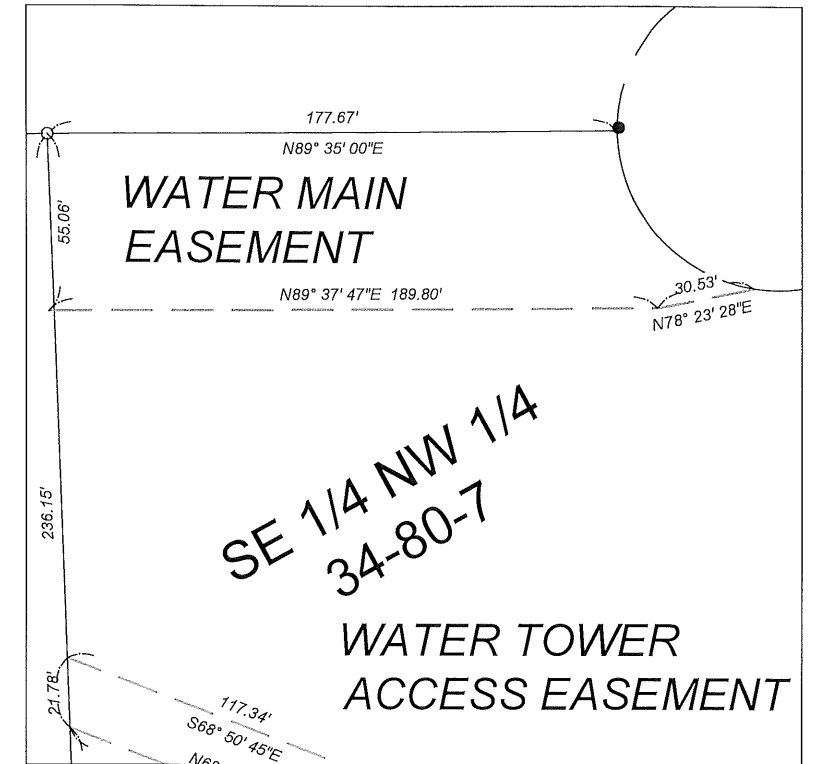 177.67'
N89° 35' 00"E
WATER MAIN
EASEMENT
55.06'
N89° 37' 47"E 189.80'
30.53'
N78° 23' 28"E
SE 1/4 NW 1/4
34-80-7
236.15'
WATER TOWER
ACCESS EASEMENT
21.78'
117.34'
S68° 50' 45"E